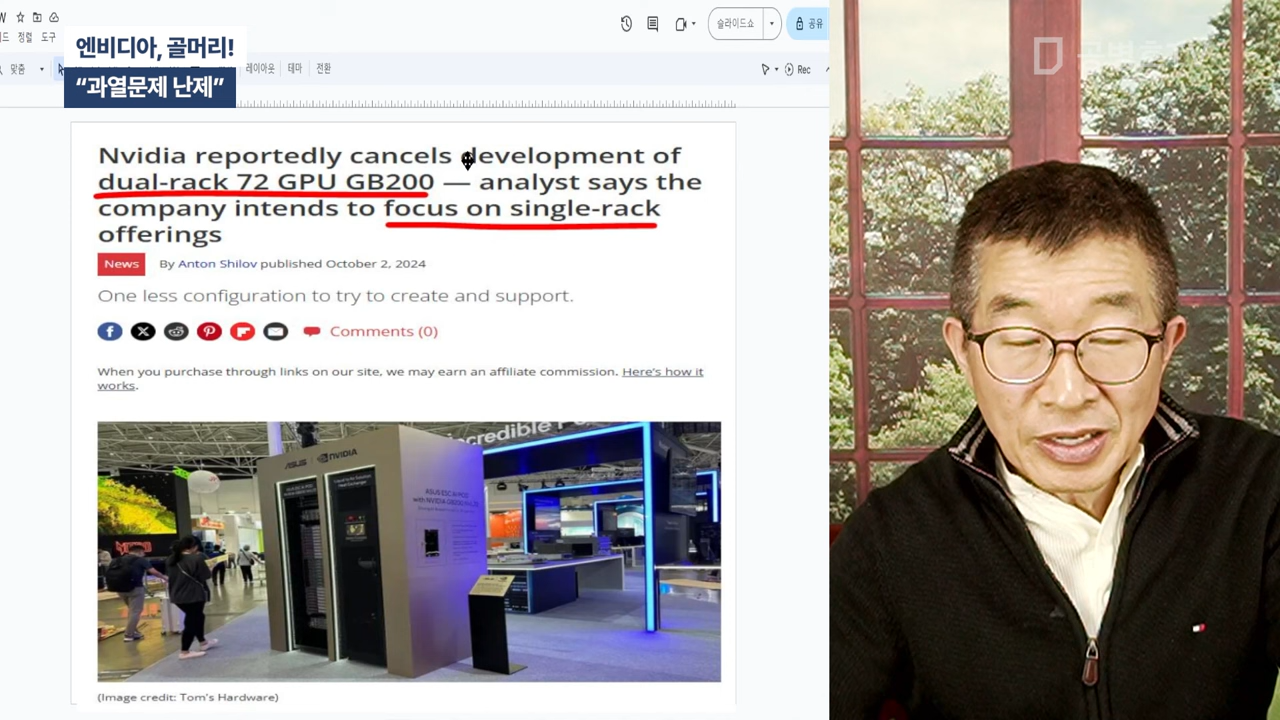 슬라이드쇼
공유
정렬 도구
엔비디아, 골머리!
“과열문제 난제”
맞춤
레이아웃 테마 전환
Rec
Nvidia reportedly cancels development of
dual-rack 72 GPU GB200 — analyst says the
company intends to focus on single-rack
offerings
News By Anton Shilov published October 2, 2024
One less configuration to try to create and support.
Comments (0)
When you purchase through links on our site, we may earn an affiliate commission. Here’s how it
works.
ASUS NVIDIA
(Image credit: Tom's Hardware)